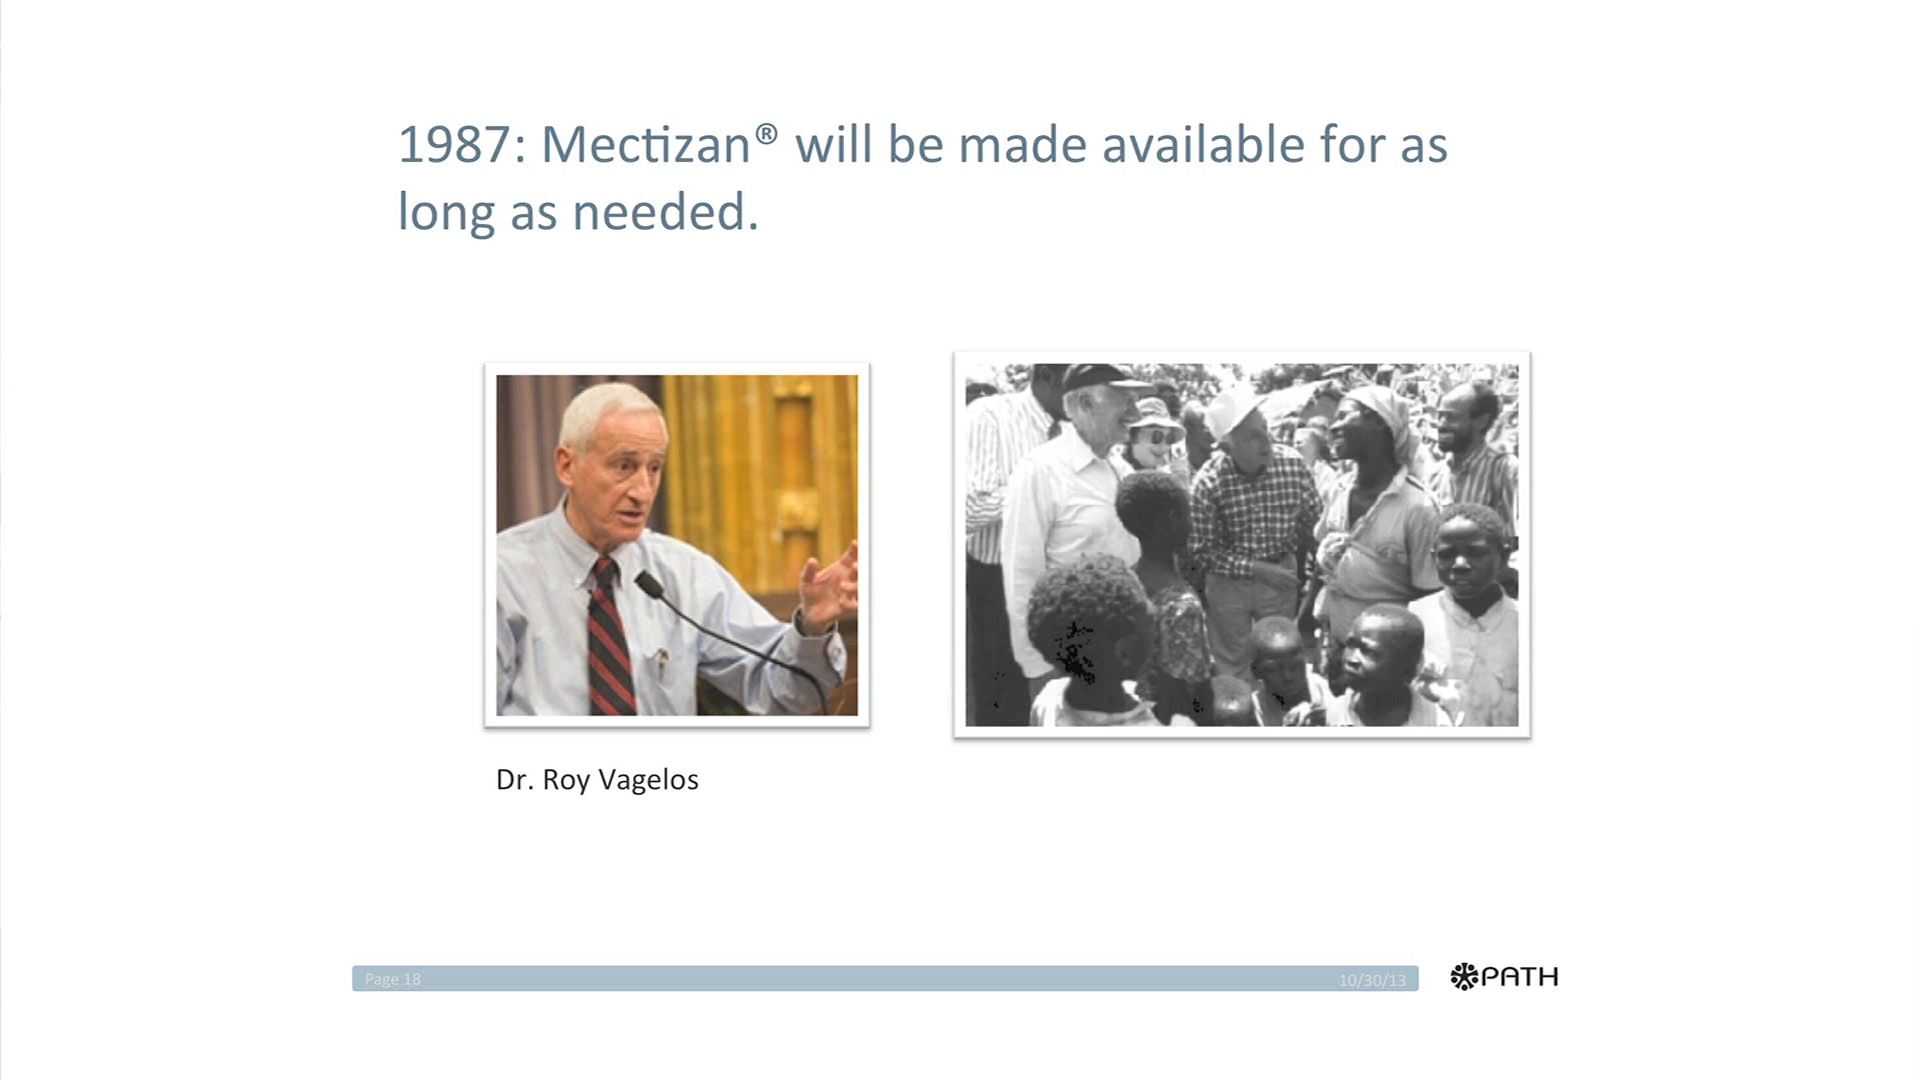 1987: Mectizan® will be made available for as
long as needed.
Dr. Roy Vagelos
Page 18
10/30/13
PATH